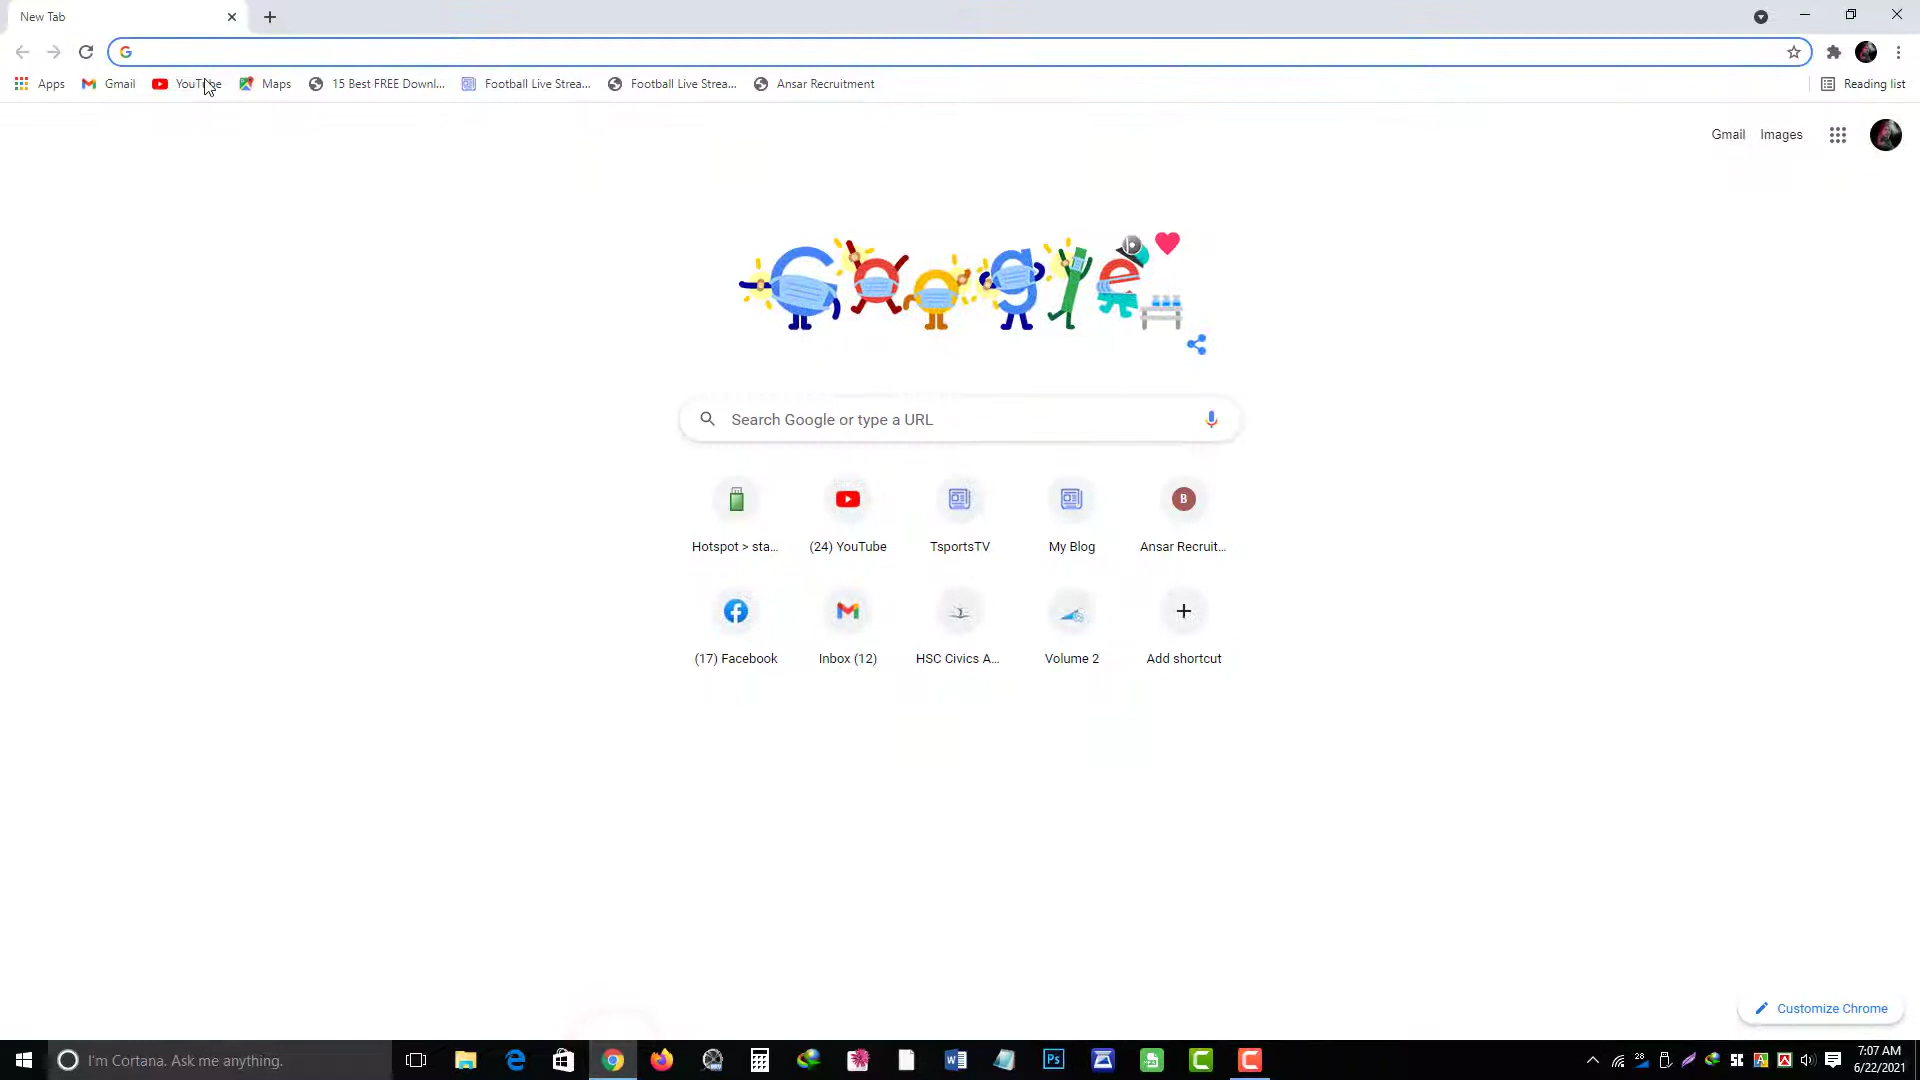 New Tab
Apps Gmail YouTube Maps 15 Best FREE Downl... Football Live Strea... Football Live Strea... Ansar Recruitment Reading list
Gmail Images
Google
Search Google or type a URL
B
Hotspot > sta... (24) YouTube TsportsTV My Blog Ansar Recruit...
(17) Facebook Inbox (12) HSC Civics A... Volume 2 Add shortcut
Customize Chrome
I'm Cortana. Ask me anything.
Ps
28
7:07 AM
6/22/2021